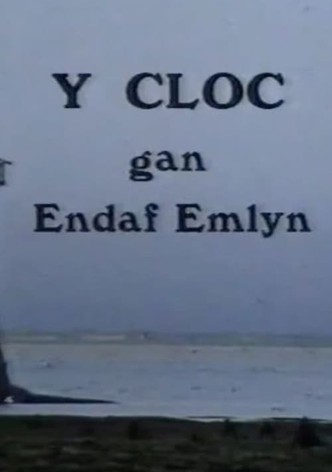 Y CLOC
gan
Endaf Emlyn